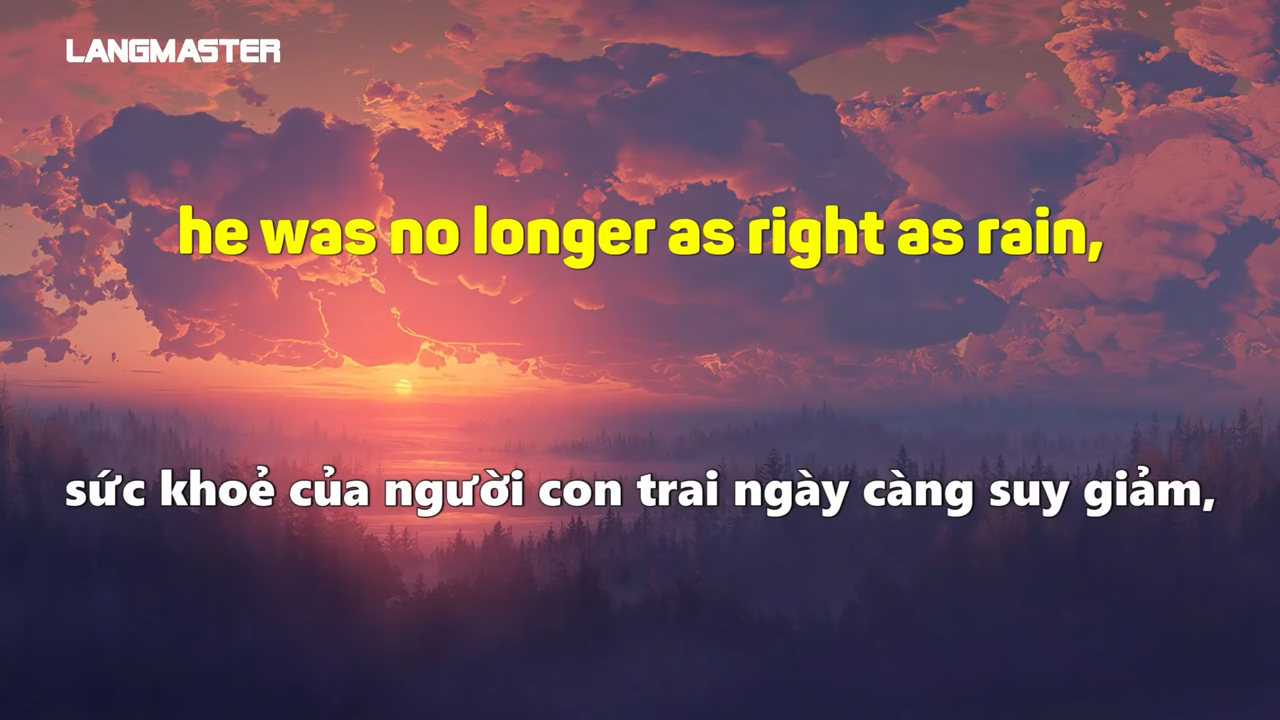 LANGMASTER
he was no longer as right as rain,
sức khoẻ của người con trai ngày càng suy giảm,